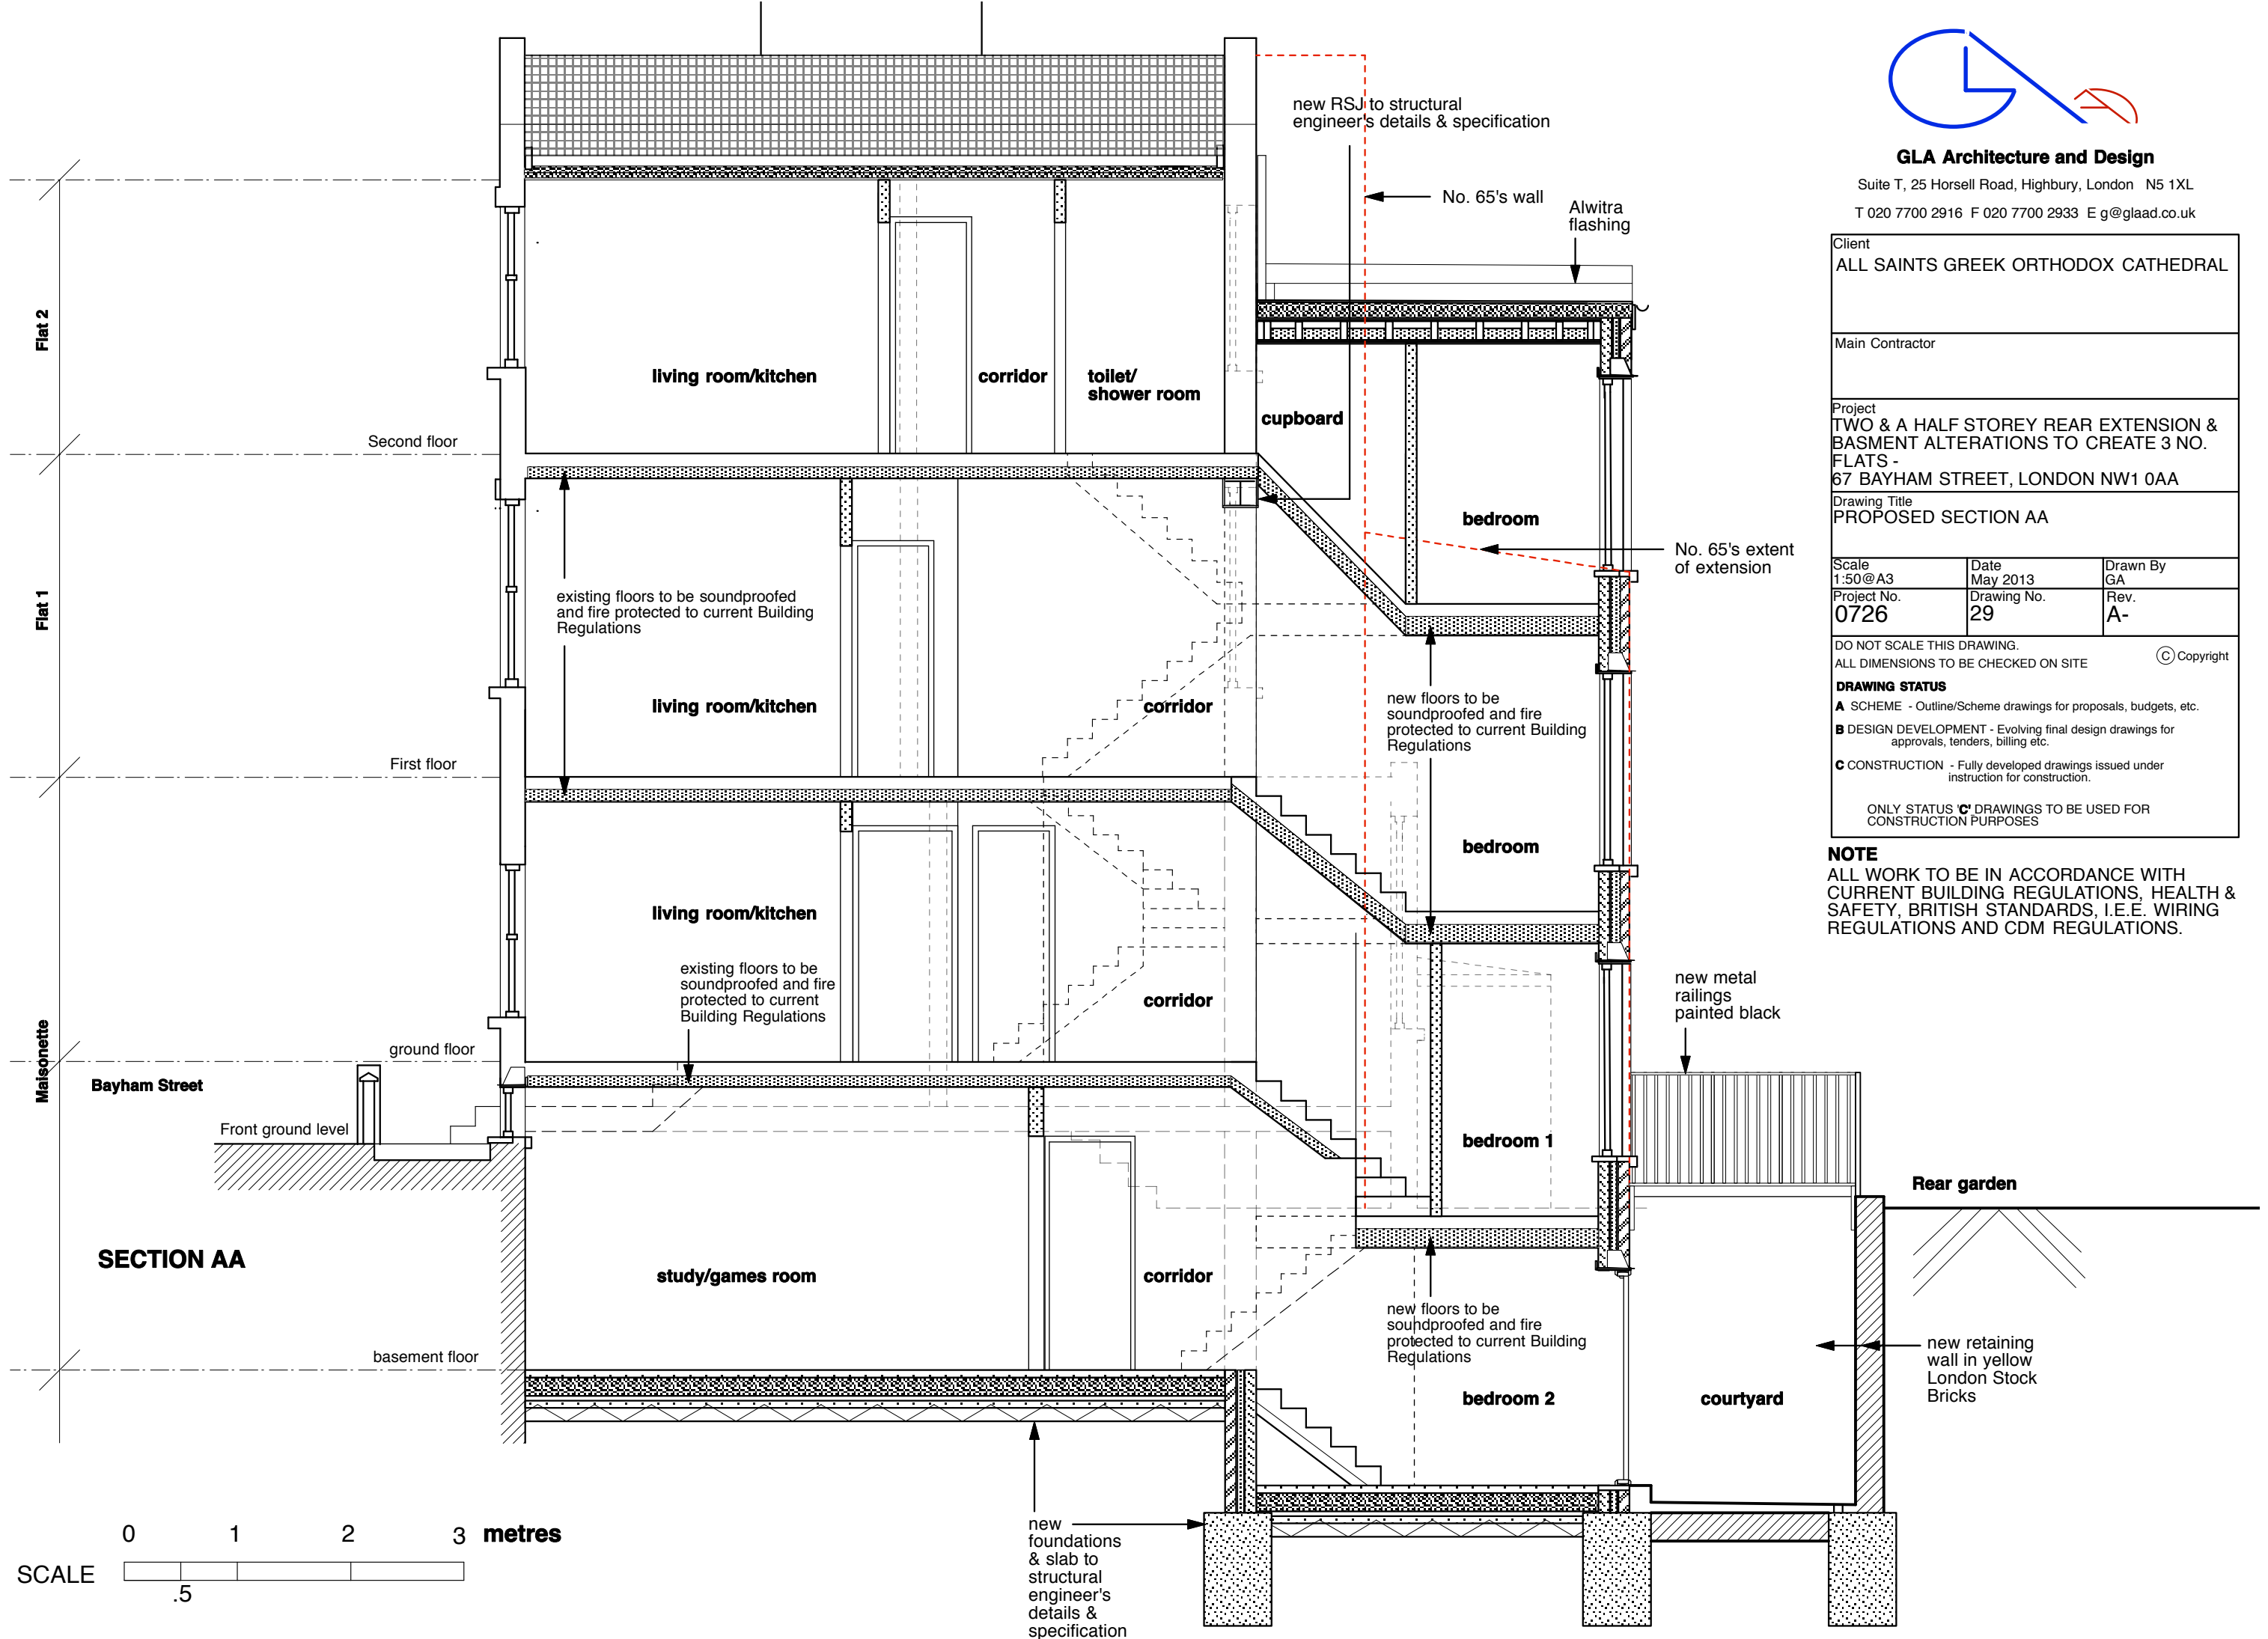 GLA Architecture and Design
Suite T, 25 Horsell Road, Highbury, London N5 1XL
T 020 7700 2916 F 020 7700 2933 E g@glaad.co.uk
Client
ALL SAINTS GREEK ORTHODOX CATHEDRAL
Main Contractor
Project
TWO & A HALF STOREY REAR EXTENSION &
BASMENT ALTERATIONS TO CREATE 3 NO.
FLATS -
67 BAYHAM STREET, LONDON NW1 0AA
Drawing Title
PROPOSED SECTION AA
Scale
1:50@A3
Date
May 2013
Drawn By
GA
Project No.
0726
Drawing No.
29
Rev.
A-
DO NOT SCALE THIS DRAWING.
ALL DIMENSIONS TO BE CHECKED ON SITE
C Copyright
DRAWING STATUS
A SCHEME - Outline/Scheme drawings for proposals, budgets, etc.
B DESIGN DEVELOPMENT - Evolving final design drawings for
approvals, tenders, billing etc.
C CONSTRUCTION - Fully developed drawings issued under
instruction for construction.
ONLY STATUS 'C' DRAWINGS TO BE USED FOR
CONSTRUCTION PURPOSES
NOTE
ALL WORK TO BE IN ACCORDANCE WITH
CURRENT BUILDING REGULATIONS, HEALTH &
SAFETY, BRITISH STANDARDS, I.E.E. WIRING
REGULATIONS AND CDM REGULATIONS.
new RSJ to structural
engineer's details & specification
No. 65's wall
Alwitra
flashing
Flat 2
living room/kitchen
corridor
toilet/
shower room
cupboard
Second floor
bedroom
No. 65's extent
of extension
Flat 1
existing floors to be soundproofed
and fire protected to current Building
Regulations
living room/kitchen
corridor
new floors to be
soundproofed and fire
protected to current Building
Regulations
First floor
bedroom
living room/kitchen
existing floors to be
soundproofed and fire
protected to current
Building Regulations
corridor
new metal
railings
painted black
Maisonette
ground floor
Bayham Street
Front ground level
bedroom 1
Rear garden
SECTION AA
study/games room
corridor
new floors to be
soundproofed and fire
protected to current Building
Regulations
basement floor
bedroom 2
courtyard
new retaining
wall in yellow
London Stock
Bricks
new
foundations
& slab to
structural
engineer's
details &
specification
0 1 2 3 metres
SCALE
.5